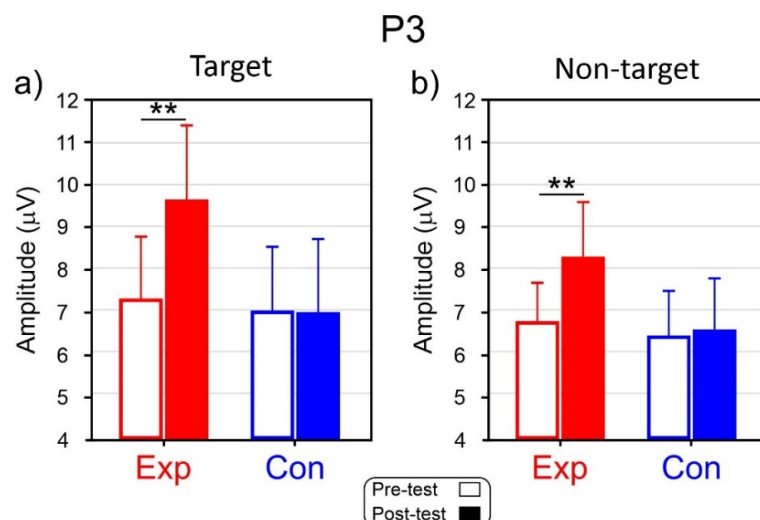 P3
a) Target
12
11
10
9
8
7
6
5
4
Amplitude (μV)
**
Exp Con
b) Non-target
12
11
10
9
8
7
6
5
4
Amplitude (μV)
**
Exp Con
Pre-test
Post-test